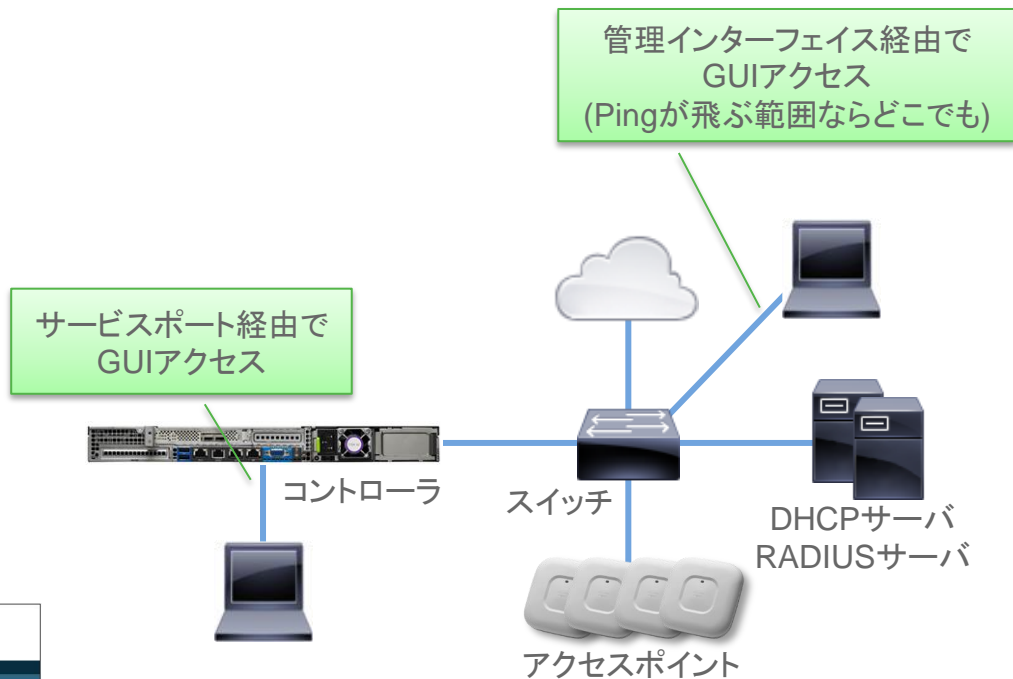 管理インターフェイス経由で
GUIアクセス
(Pingが飛ぶ範囲ならどこでも)
サービスポート経由で
GUIアクセス
コントローラ
スイッチ
DHCPサーバ
RADIUSサーバ
アクセスポイント